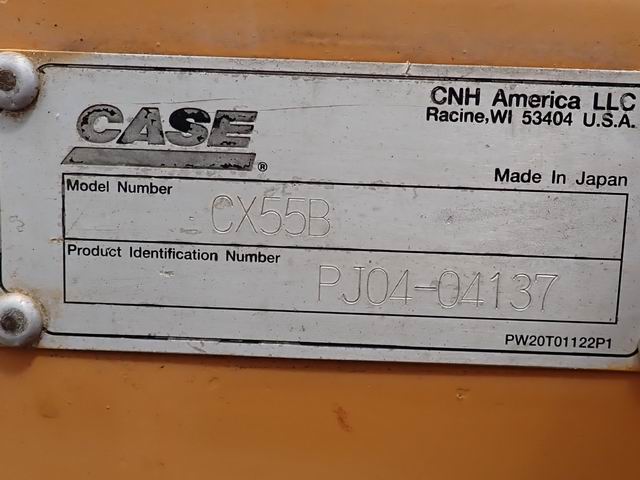 CNH America LLC
Racine, WI 53404 U.S.A.
CASE®
Made In Japan
Model Number
CX55B
Product Identification Number
PJ04-04137
PW20T01122P1